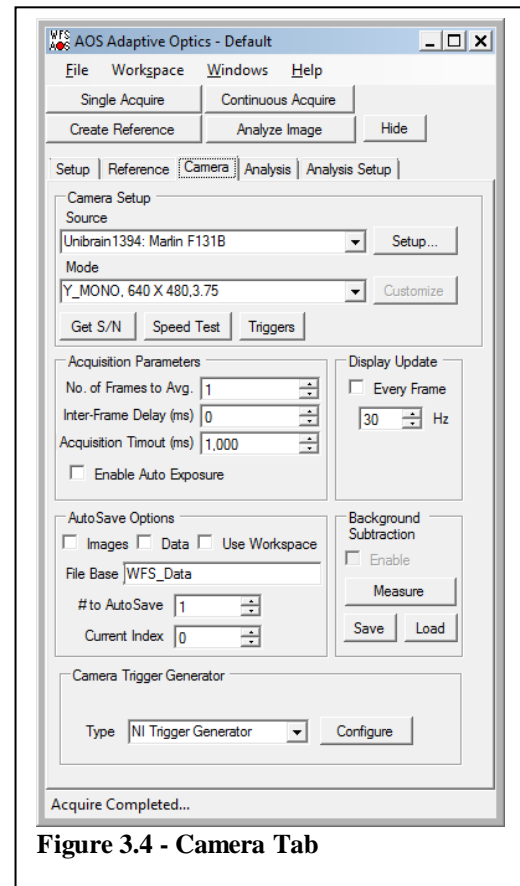 WFS AOS AOS Adaptive Optics - Default
File Workspace Windows Help
Single Acquire Continuous Acquire
Create Reference Analyze Image Hide
Setup Reference Camera Analysis Analysis Setup
Camera Setup
Source
Unibrain1394: Marlin F131B Setup...
Mode
Y_MONO, 640 X 480,3.75 Customize
Get S/N Speed Test Triggers
Acquisition Parameters Display Update
No. of Frames to Avg. 1 Every Frame
Inter-Frame Delay (ms) 0 30 Hz
Acquisition Timout (ms) 1,000
Enable Auto Exposure
AutoSave Options Background Subtraction
Images Data Use Workspace Enable
File Base WFS_Data Measure
# to AutoSave 1 Save Load
Current Index 0
Camera Trigger Generator
Type NI Trigger Generator Configure
Acquire Completed...
Figure 3.4 - Camera Tab